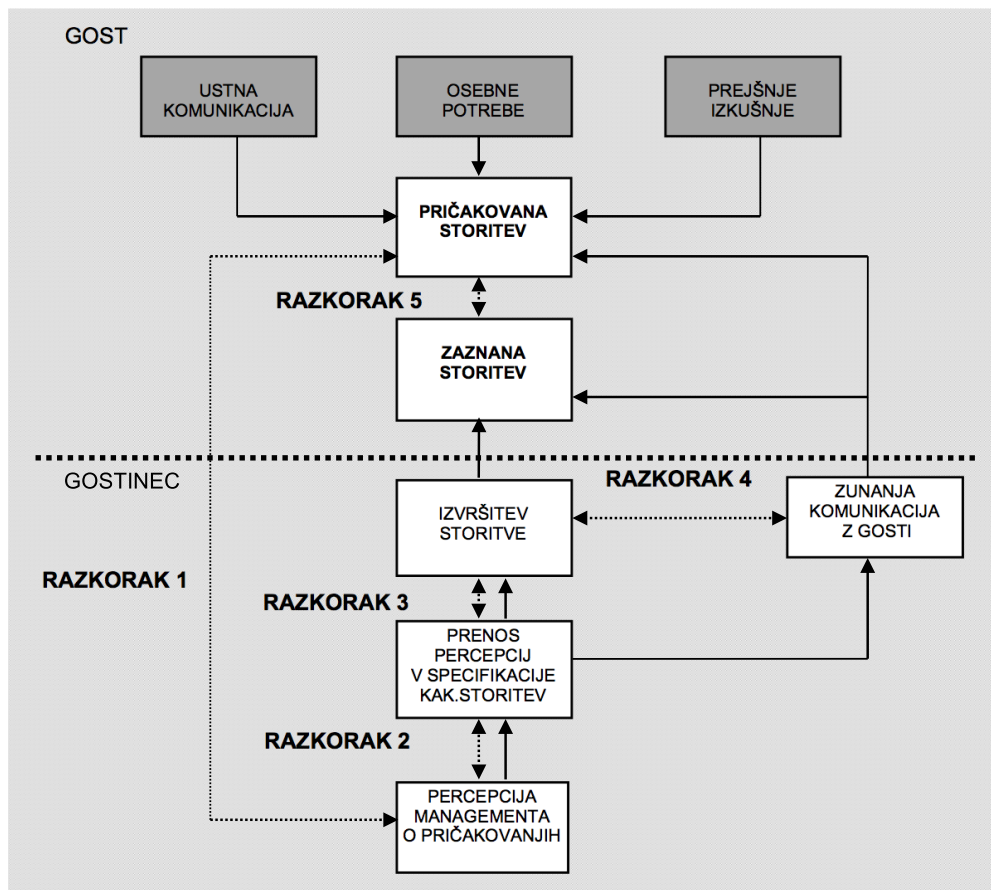 GOST
USTNA
KOMUNIKACIJA
OSEBNE
POTREBE
PREJŠNJE
IZKUŠNJE
PRIČAKOVANA
STORITEV
RAZKORAK 5
ZAZNANA
STORITEV
GOSTINEC
RAZKORAK 4
IZVRŠITEV
STORITVE
ZUNANJA
KOMUNIKACIJA
Z GOSTI
RAZKORAK 1
RAZKORAK 3
PRENOS
PERCEPCIJ
V SPECIFIKACIJE
KAK.STORITEV
RAZKORAK 2
PERCEPCIJA
MANAGEMENTA
O PRIČAKOVANJIH